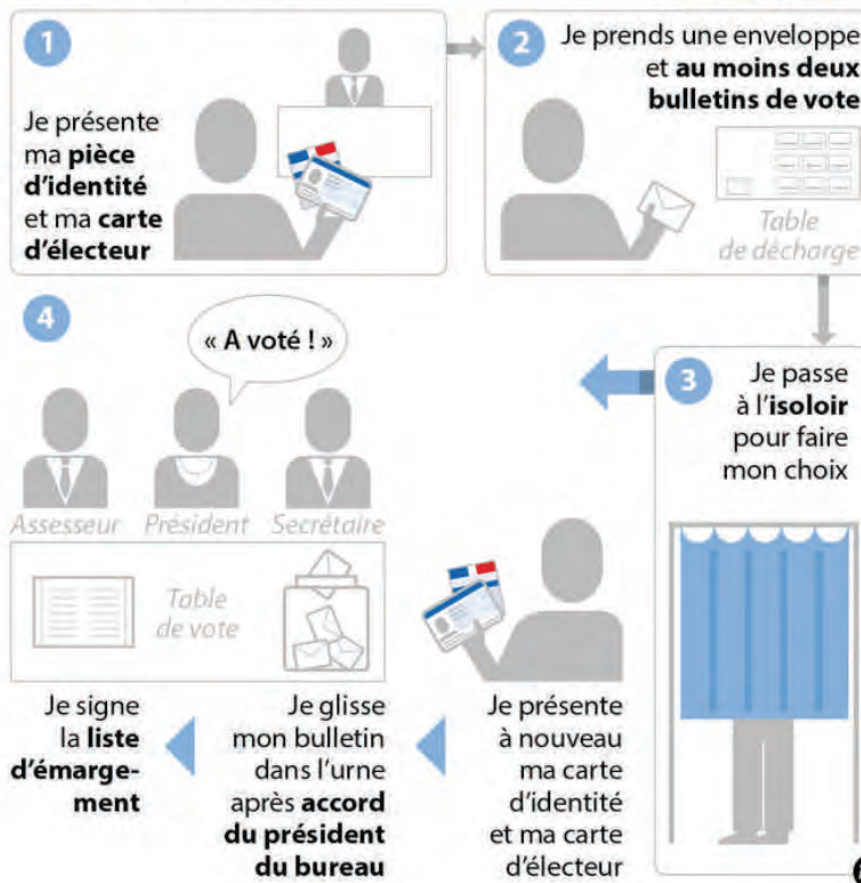 1
Je présente
ma pièce
d'identité
et ma carte
d'électeur
2
Je prends une enveloppe
et au moins deux
bulletins de vote
Table
de décharge
3
Je passe
à l'isoloir
pour faire
mon choix
4
« A voté ! »
Assesseur Président Secrétaire
Table
de vote
Je présente
à nouveau
ma carte
d'identité
et ma carte
d'électeur
Je glisse
mon bulletin
dans l'urne
après accord
du président
du bureau
Je signe
la liste
d'émarge-
ment